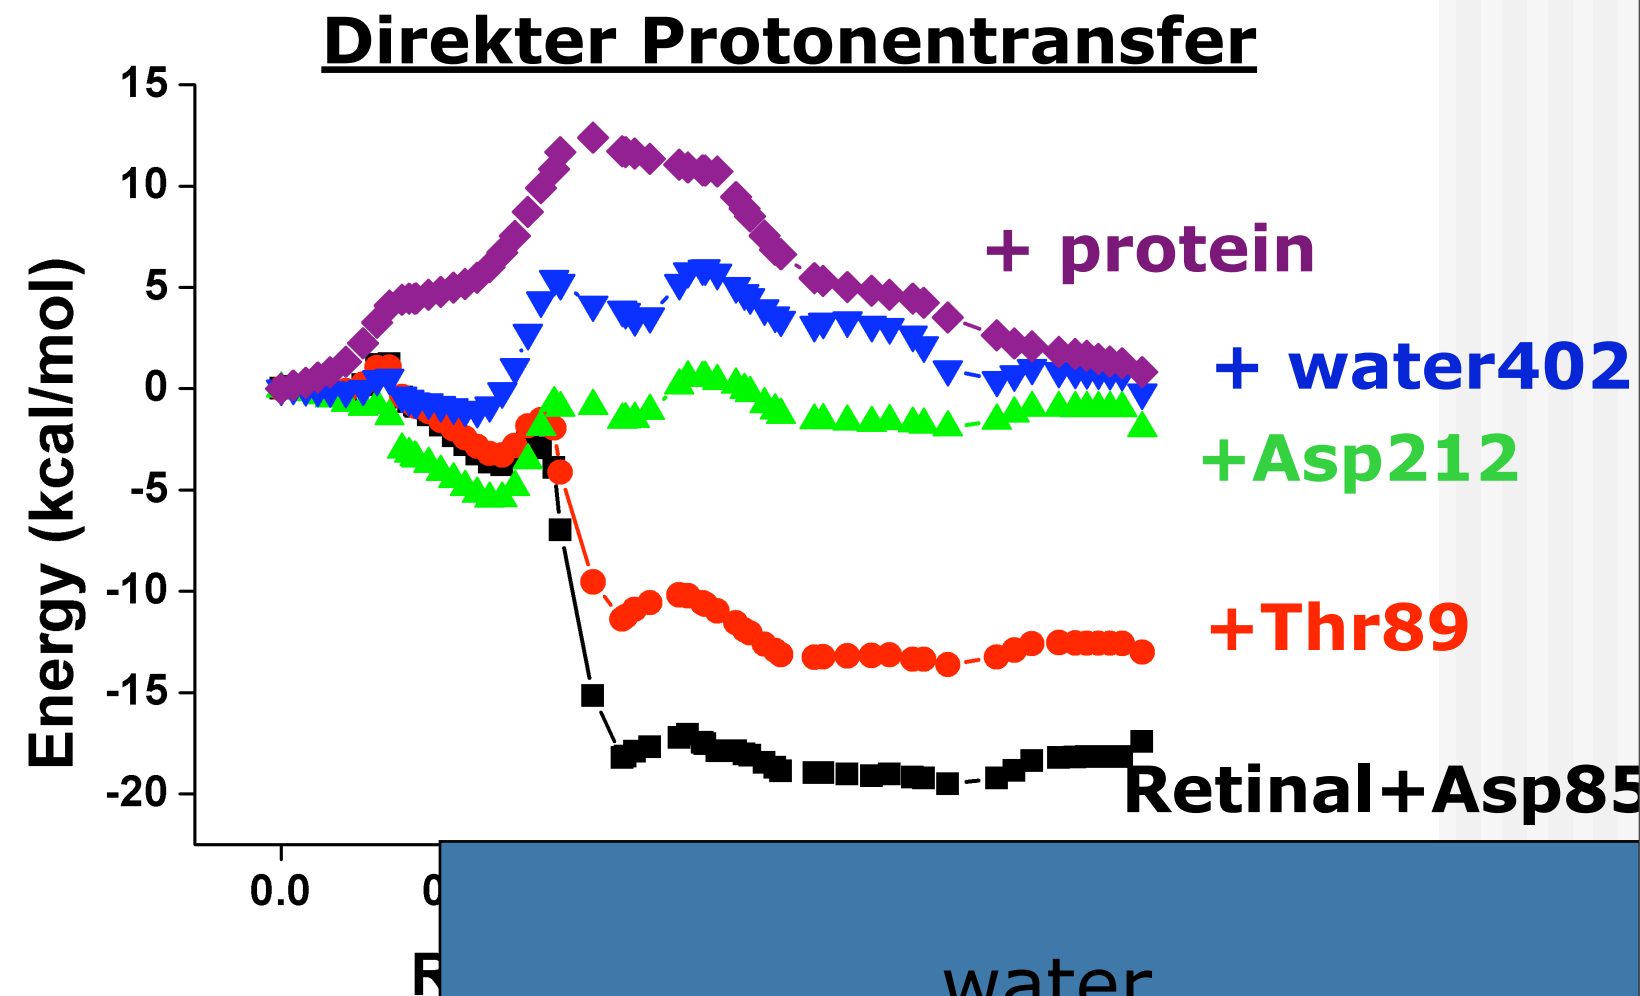 Direkter Protonentransfer
15
10
5
0
-5
-10
-15
-20
Energy (kcal/mol)
+ protein
+ water402
+Asp212
+Thr89
Retinal+Asp85
0.0
water